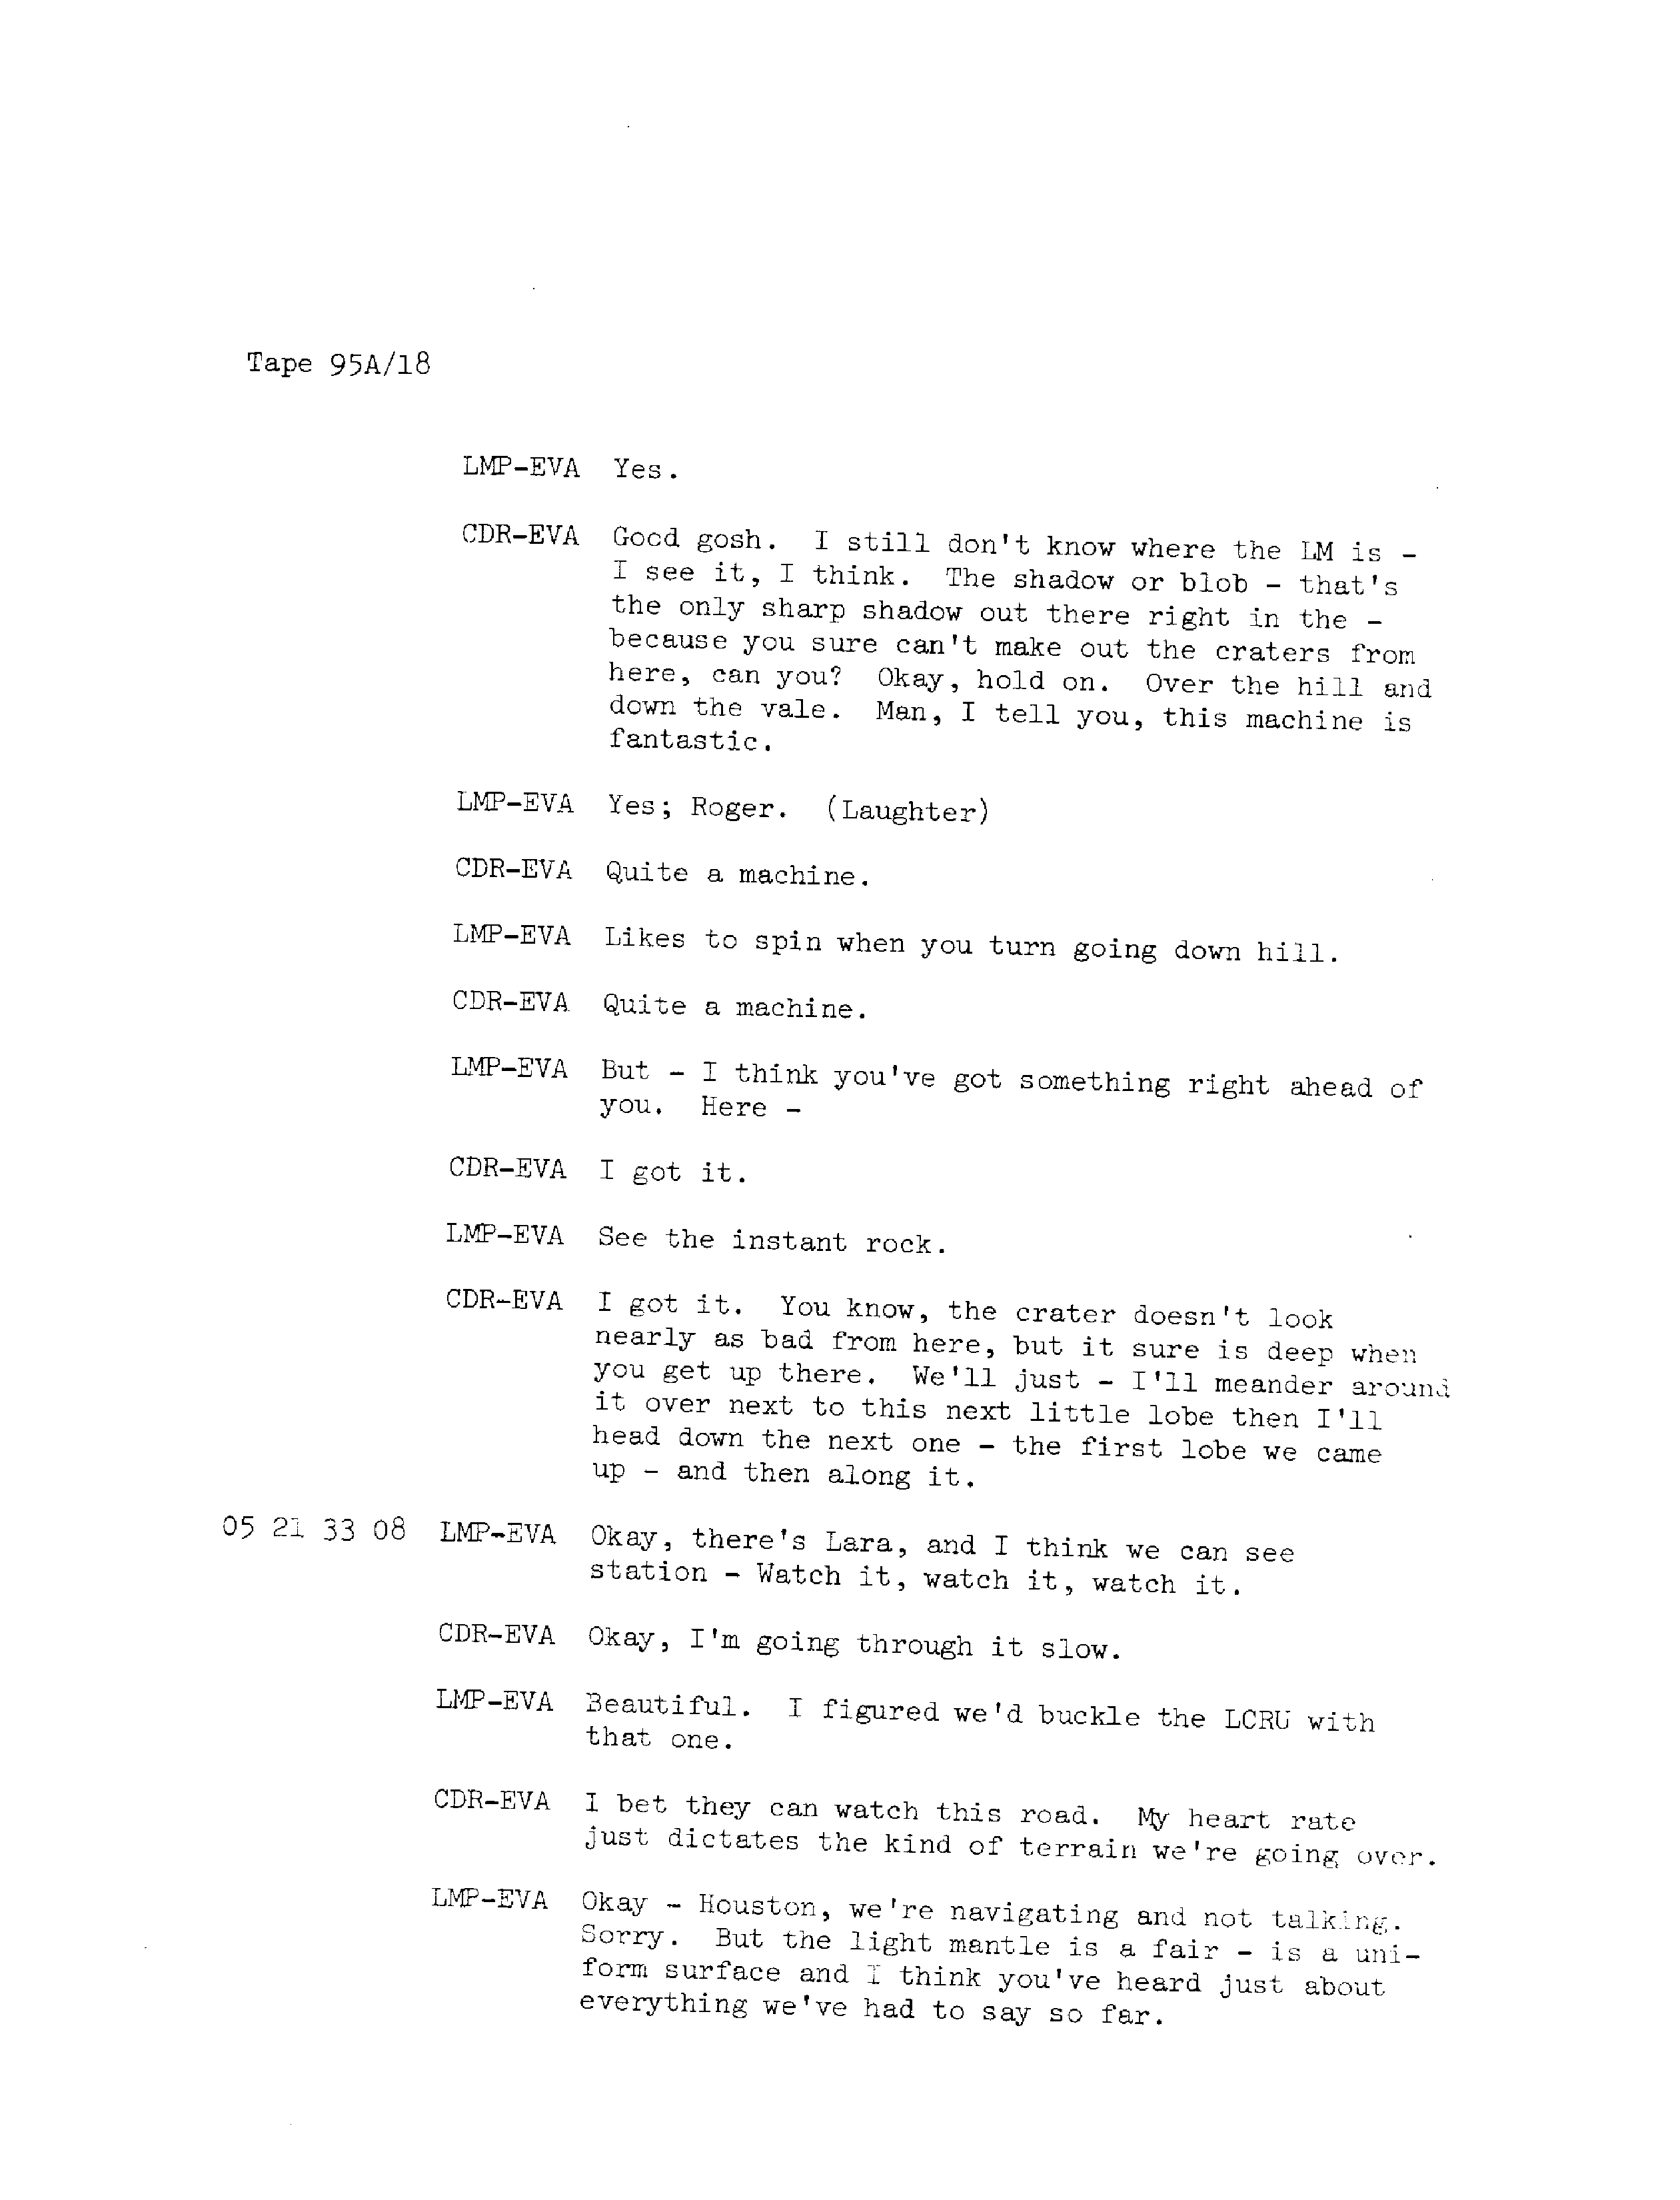 Tape 95A/18
LMP-EVA Yes.
CDR-EVA Good gosh. I still don't know where the LM is -
I see it, I think. The shadow or blob - that's
the only sharp shadow out there right in the -
because you sure can't make out the craters from
here, can you? Okay, hold on. Over the hill and
down the vale. Man, I tell you, this machine is
fantastic.
LMP-EVA Yes; Roger. (Laughter)
CDR-EVA Quite a machine.
LMP-EVA Likes to spin when you turn going down hill.
CDR-EVA Quite a machine.
LMP-EVA But - I think you've got something right ahead of
you. Here -
CDR-EVA I got it.
LMP-EVA See the instant rock.
CDR-EVA I got it. You know, the crater doesn't look
nearly as bad from here, but it sure is deep when
you get up there. We'll just - I'll meander around
it over next to this next little lobe then I'll
head down the next one - the first lobe we came
up - and then along it.
05 21 33 08 LMP-EVA Okay, there's Lara, and I think we can see
station - Watch it, watch it, watch it.
CDR-EVA Okay, I'm going through it slow.
LMP-EVA Beautiful. I figured we'd buckle the LCRU with
that one.
CDR-EVA I bet they can watch this road. My heart rate
just dictates the kind of terrain we're going over.
LMP-EVA Okay - Houston, we're navigating and not talking.
Sorry. But the light mantle is a fair - is a uni-
form surface and I think you've heard just about
everything we've had to say so far.